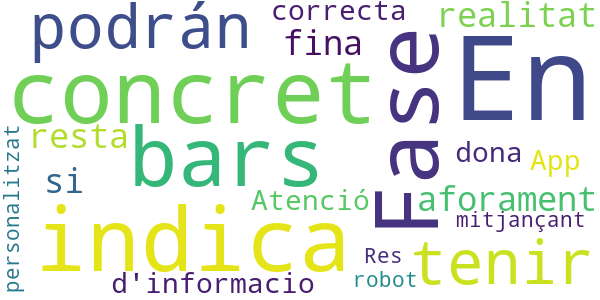 podrán
correcta
realitat
fina
En
concret
Fase
resta
bars
dona
App
si
Atenció
aforament
personalitzat
indica
mitjançant
Res
tenir
d'informacio
robot